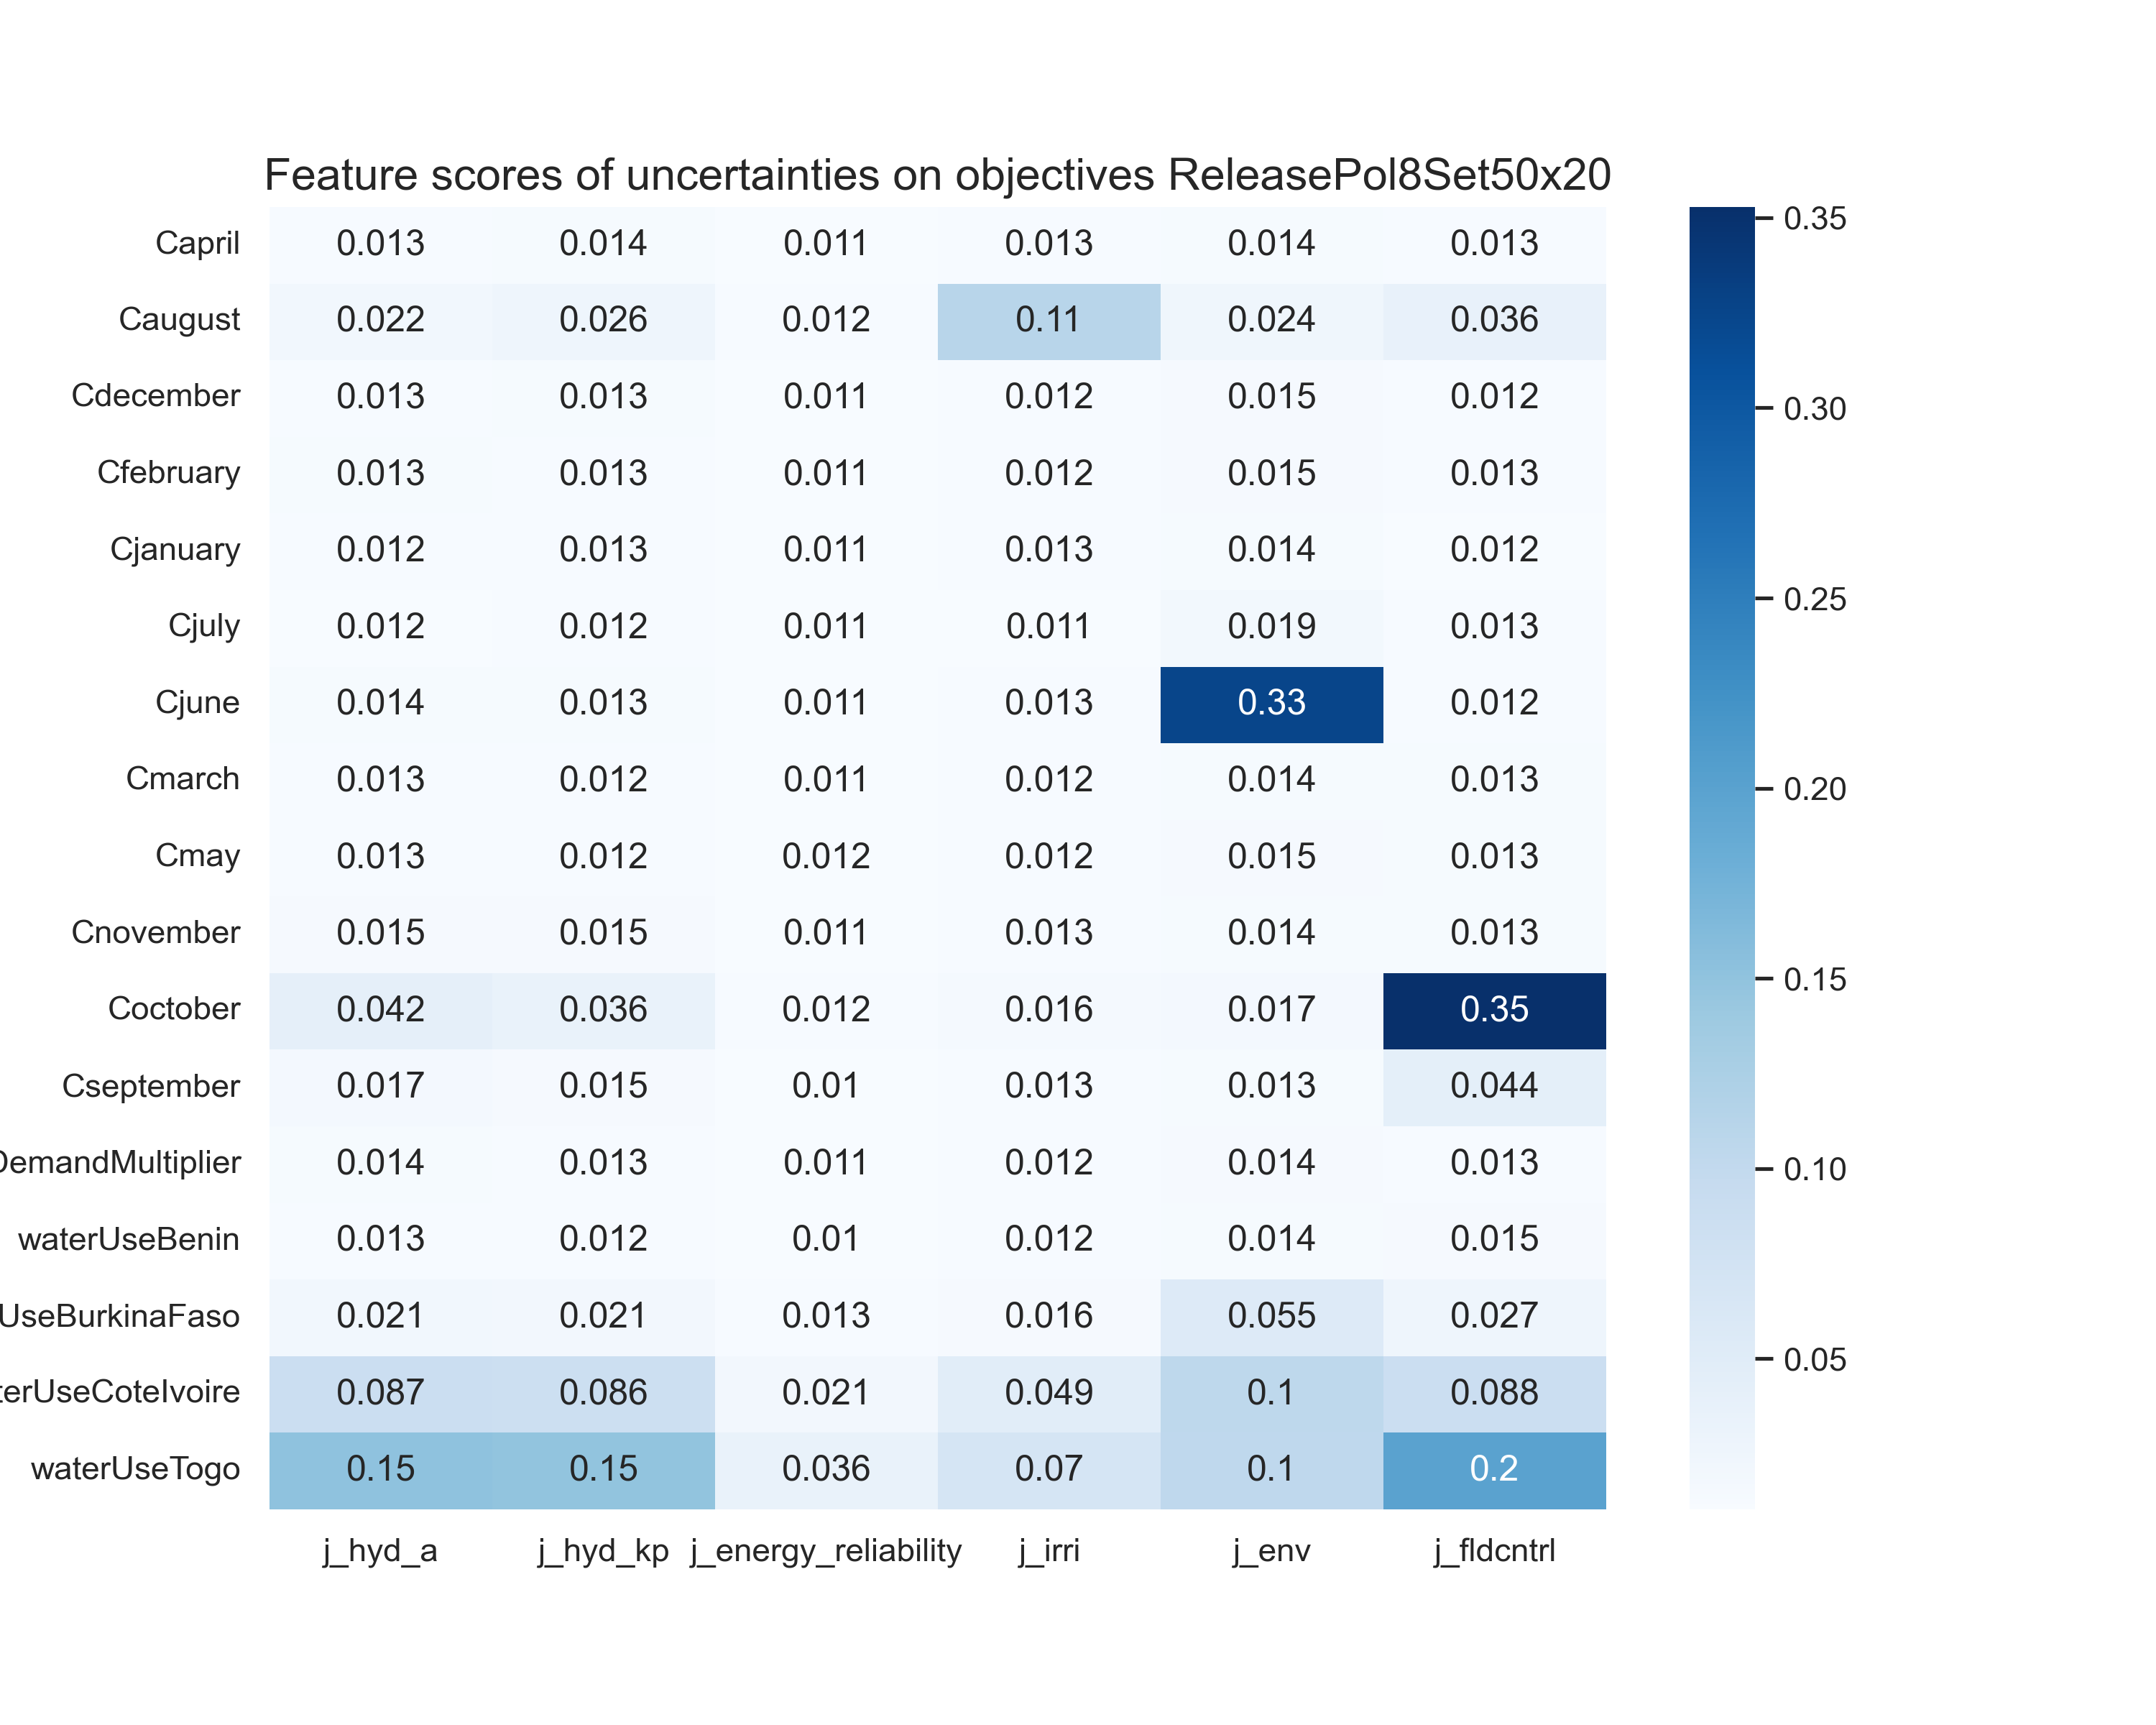 Feature scores of uncertainties on objectives ReleasePol8Set50x20
Capril 0.013 0.014 0.011 0.013 0.014 0.013
Caugust 0.022 0.026 0.012 0.11 0.024 0.036
Cdecember 0.013 0.013 0.011 0.012 0.015 0.012
Cfebruary 0.013 0.013 0.011 0.012 0.015 0.013
Cjanuary 0.012 0.013 0.011 0.013 0.014 0.012
Cjuly 0.012 0.012 0.011 0.011 0.019 0.013
Cjune 0.014 0.013 0.011 0.013 0.33 0.012
Cmarch 0.013 0.012 0.011 0.012 0.014 0.013
Cmay 0.013 0.012 0.012 0.012 0.015 0.013
Cnovember 0.015 0.015 0.011 0.013 0.014 0.013
Coctober 0.042 0.036 0.012 0.016 0.017 0.35
Cseptember 0.017 0.015 0.01 0.013 0.013 0.044
DemandMultiplier 0.014 0.013 0.011 0.012 0.014 0.013
waterUseBenin 0.013 0.012 0.01 0.012 0.014 0.015
UseBurkinaFaso 0.021 0.021 0.013 0.016 0.055 0.027
terUseCoteIvoire 0.087 0.086 0.021 0.049 0.1 0.088
waterUseTogo 0.15 0.15 0.036 0.07 0.1 0.2
j_hyd_a j_hyd_kp j_energy_reliability j_irri j_env j_fldcntrl
0.35
0.30
0.25
0.20
0.15
0.10
0.05